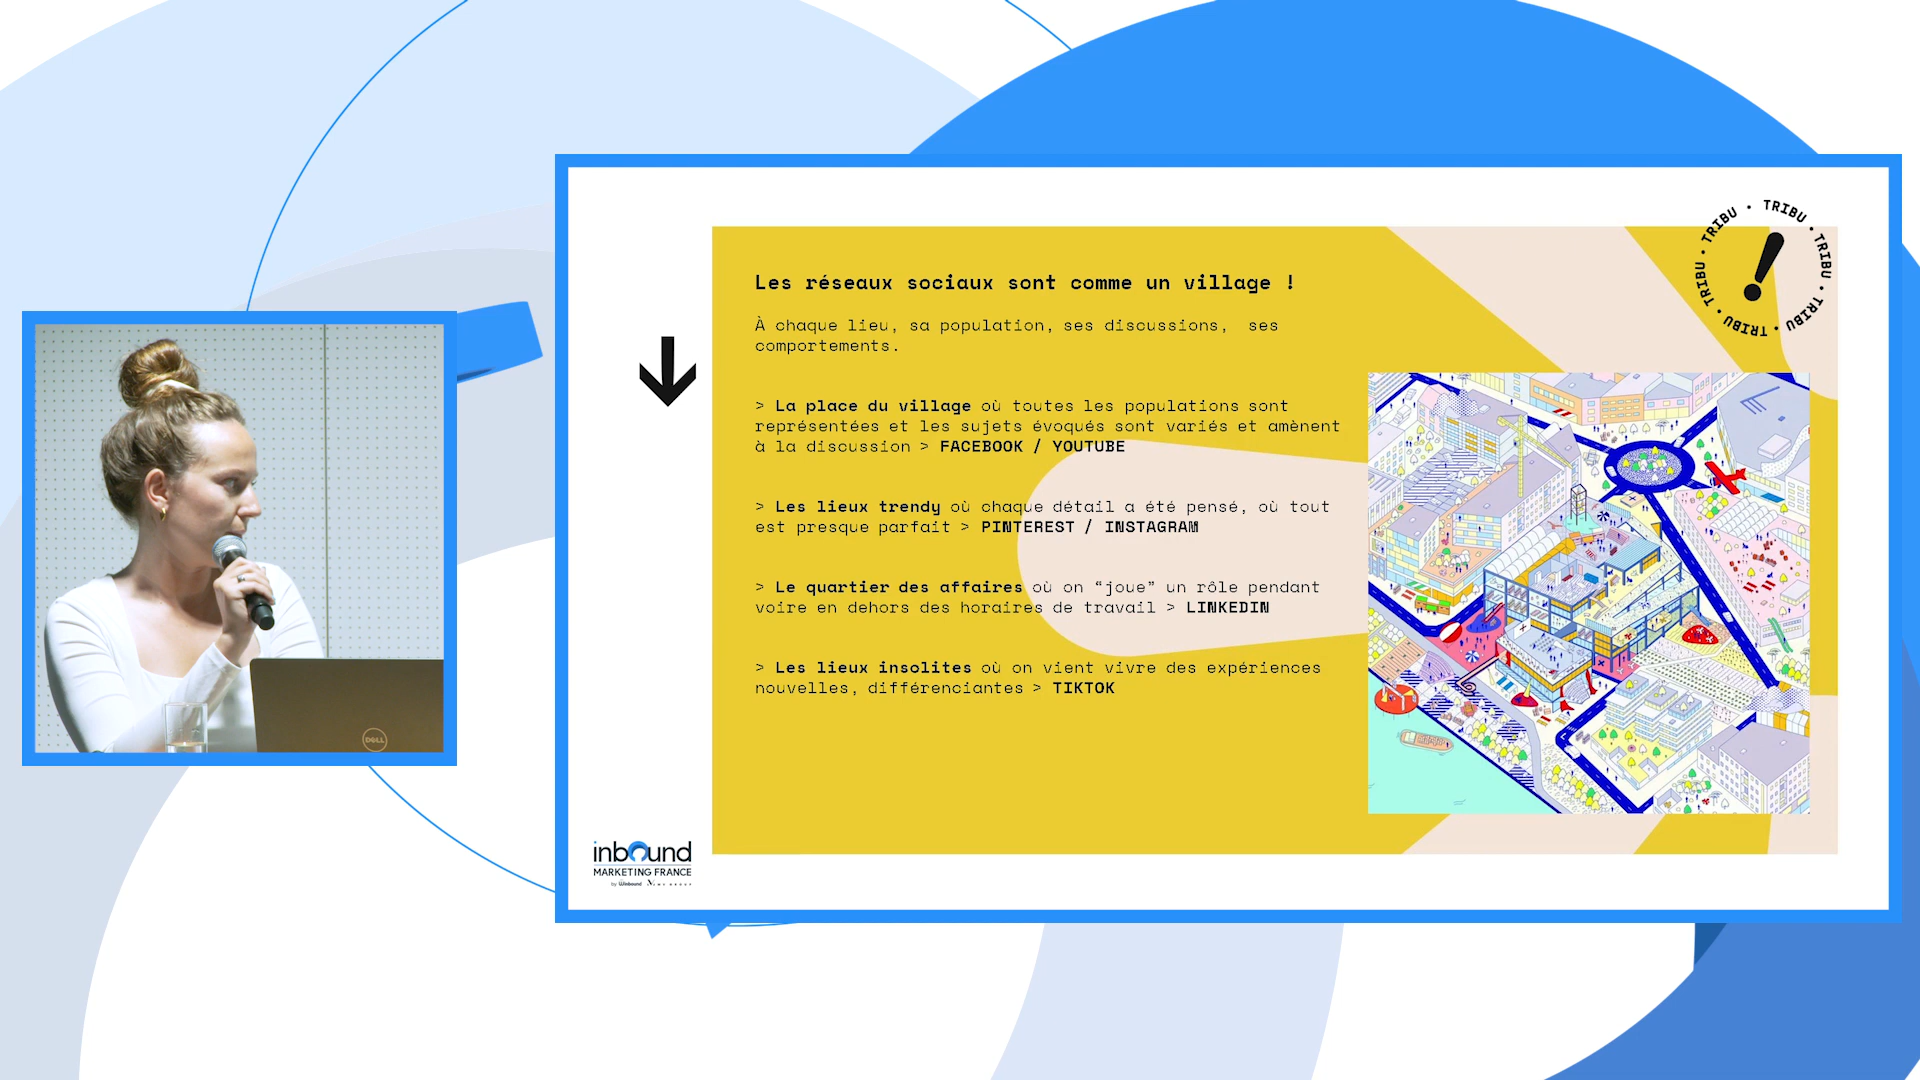 TRIBU • TRIBU • TRIBU • TRIBU • TRIBU • TRIBU •
Les réseaux sociaux sont comme un village !
À chaque lieu, sa population, ses discussions, ses
comportements.
> La place du village où toutes les populations sont
représentées et les sujets évoqués sont variés et amènent
à la discussion > FACEBOOK / YOUTUBE
> Les lieux trendy où chaque détail a été pensé, où tout
est presque parfait > PINTEREST / INSTAGRAM
> Le quartier des affaires où on “joue” un rôle pendant
voire en dehors des horaires de travail > LINKEDIN
> Les lieux insolites où on vient vivre des expériences
nouvelles, différenciantes > TIKTOK
DELL
inbound
MARKETING FRANCE
by Winbound